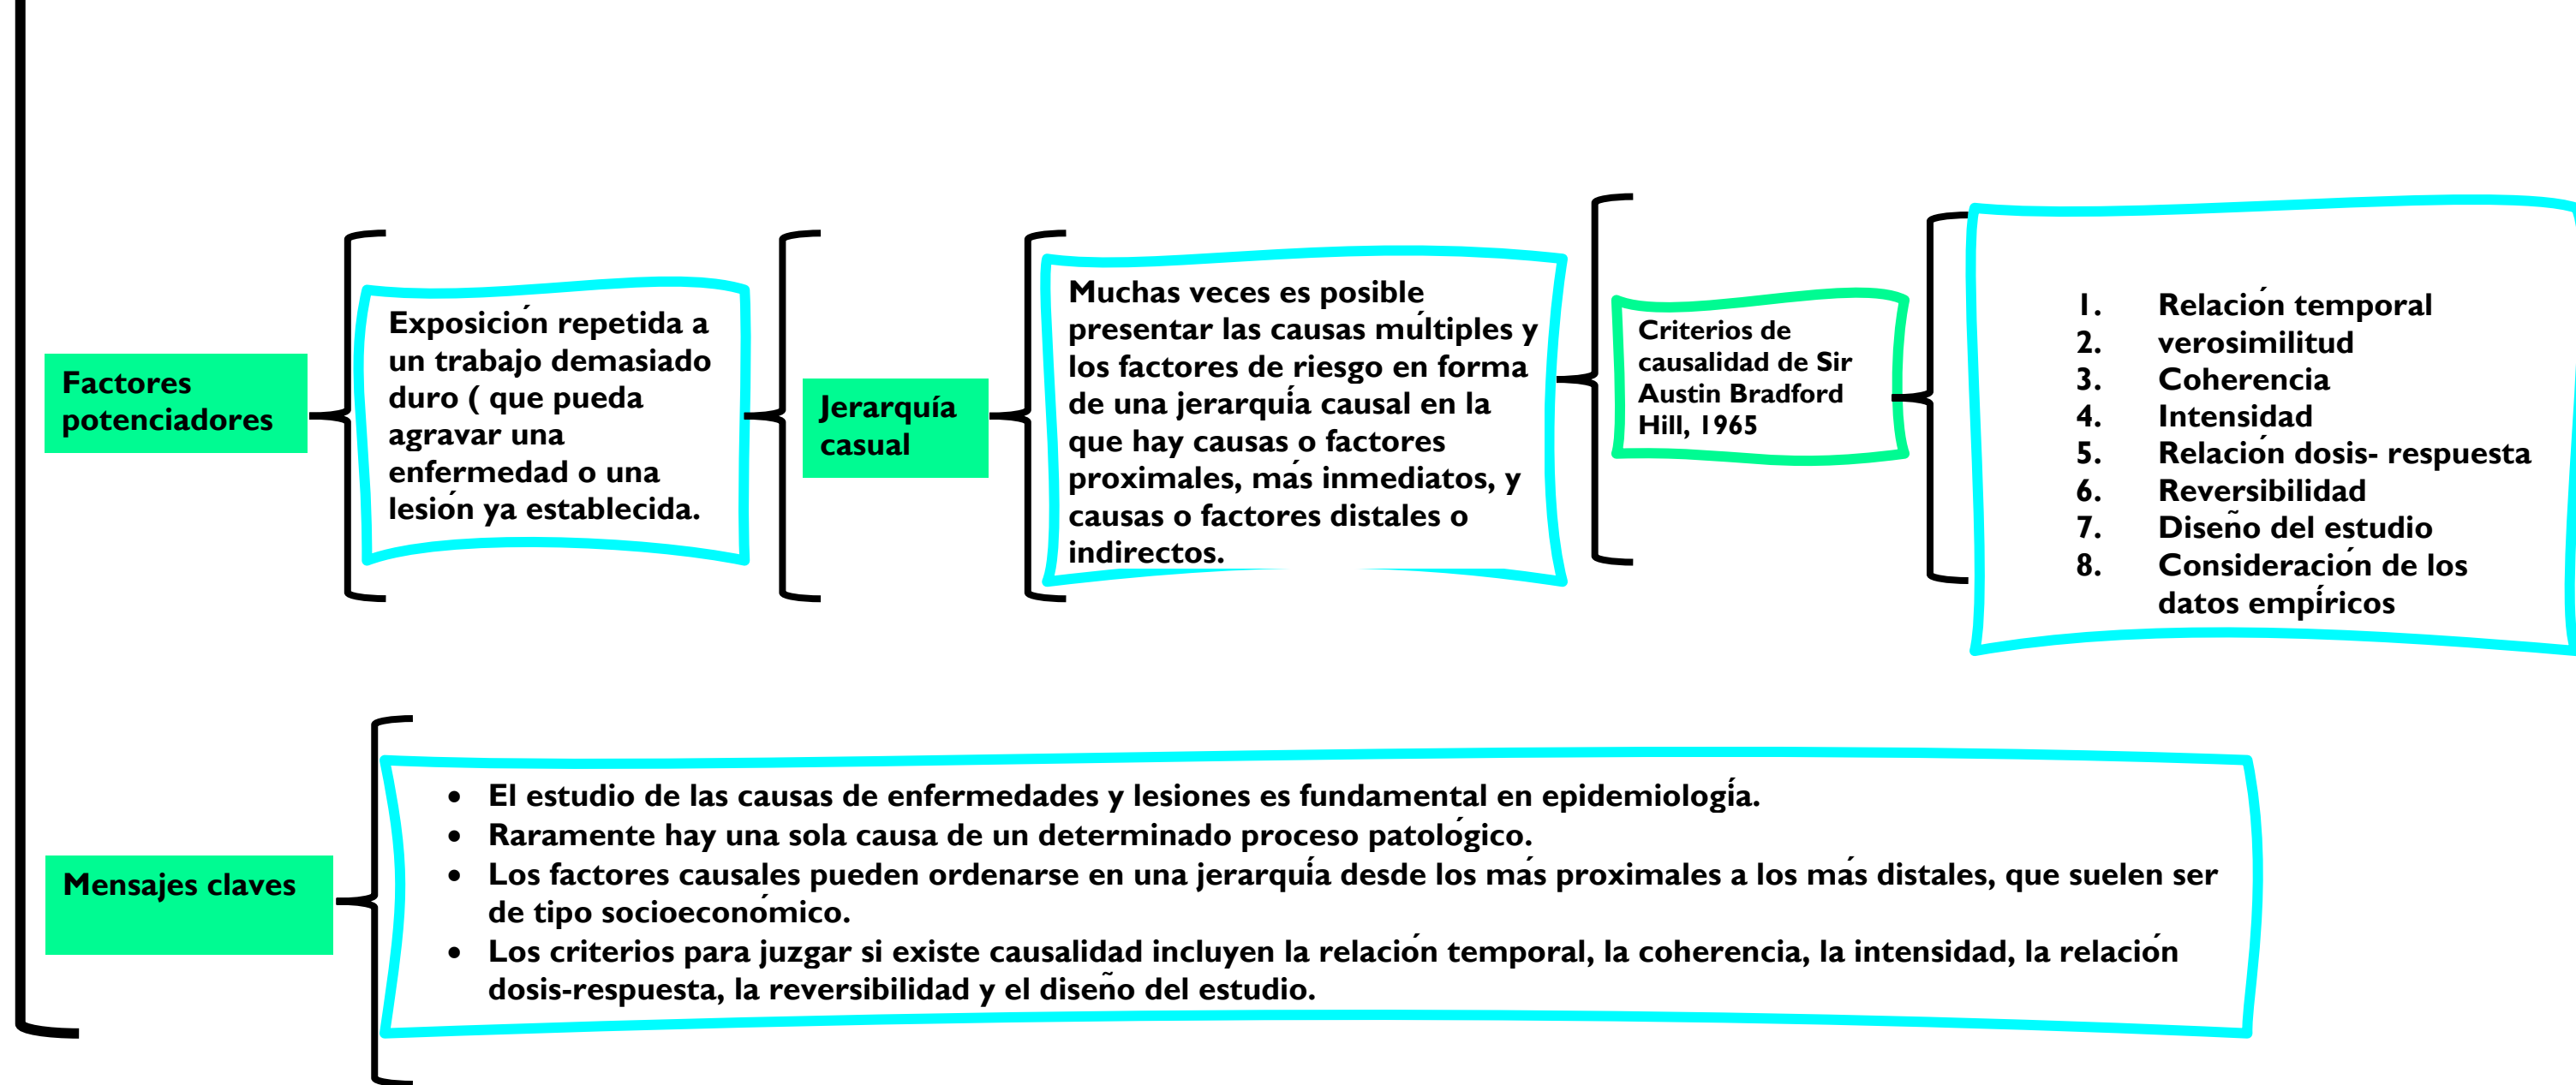 Factores
potenciadores
Exposición repetida a
un trabajo demasiado
duro ( que pueda
agravar una
enfermedad o una
lesión ya establecida.
Jerarquía
casual
Muchas veces es posible
presentar las causas múltiples y
los factores de riesgo en forma
de una jerarquía causal en la
que hay causas o factores
proximales, más inmediatos, y
causas o factores distales o
indirectos.
Criterios de
causalidad de Sir
Austin Bradford
Hill, 1965
1. Relación temporal
2. verosimilitud
3. Coherencia
4. Intensidad
5. Relación dosis- respuesta
6. Reversibilidad
7. Diseño del estudio
8. Consideración de los
datos empíricos
Mensajes claves
• El estudio de las causas de enfermedades y lesiones es fundamental en epidemiología.
• Raramente hay una sola causa de un determinado proceso patológico.
• Los factores causales pueden ordenarse en una jerarquía desde los más proximales a los más distales, que suelen ser
de tipo socioeconómico.
• Los criterios para juzgar si existe causalidad incluyen la relación temporal, la coherencia, la intensidad, la relación
dosis-respuesta, la reversibilidad y el diseño del estudio.